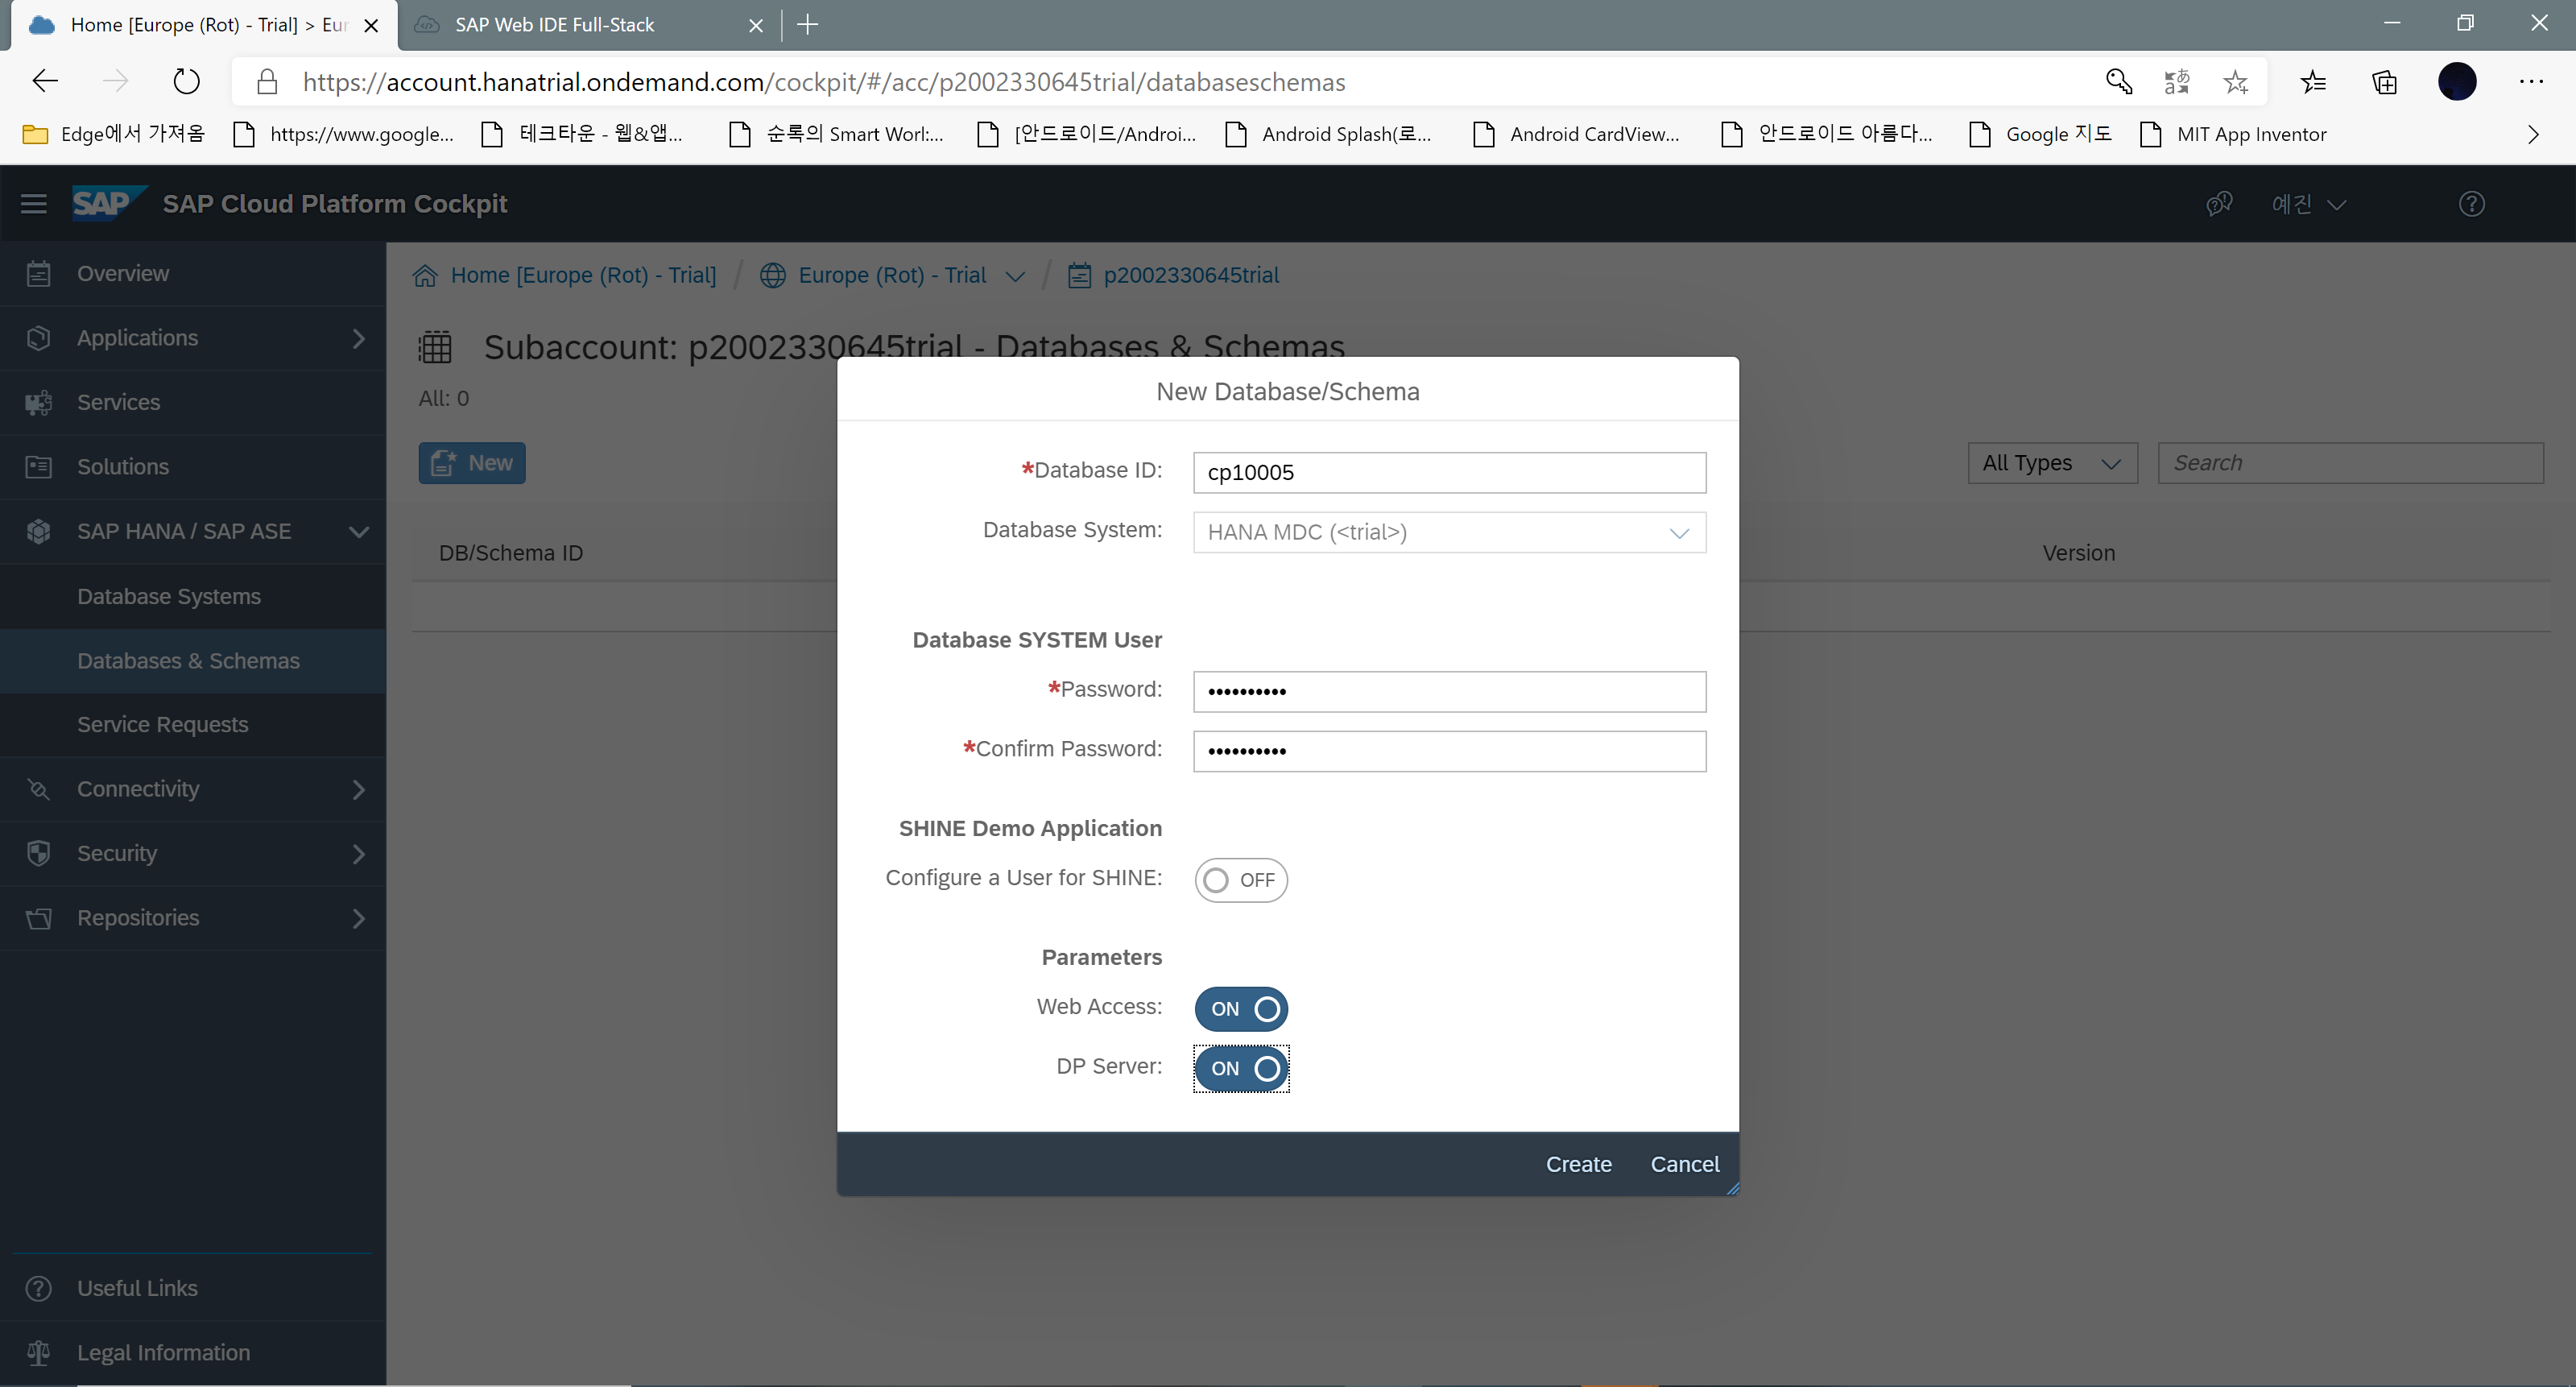 Home [Europe (Rot) - Trial] > Eur
SAP Web IDE Full-Stack
https://account.hanatrial.ondemand.com/cockpit/#/acc/p2002330645trial/databaseschemas
Edge에서 가져옴
https://www.google...
테크타운 - 웹&앱...
순록의 Smart Worl:...
[안드로이드/Androi...
Android Splash(로...
Android CardView...
안드로이드 아름다...
Google 지도
MIT App Inventor
SAP SAP Cloud Platform Cockpit
예진
Overview
Applications
Services
Solutions
SAP HANA / SAP ASE
Database Systems
Databases & Schemas
Service Requests
Connectivity
Security
Repositories
Useful Links
Legal Information
Home [Europe (Rot) - Trial] / Europe (Rot) - Trial / p2002330645trial
Subaccount: p2002330645trial - Databases & Schemas
All: 0
New
All Types
Search
DB/Schema ID
Version
New Database/Schema
*Database ID: cp10005
Database System: HANA MDC (<trial>)
Database SYSTEM User
*Password: ••••••••••
*Confirm Password: ••••••••••
SHINE Demo Application
Configure a User for SHINE: OFF
Parameters
Web Access: ON
DP Server: ON
Create Cancel